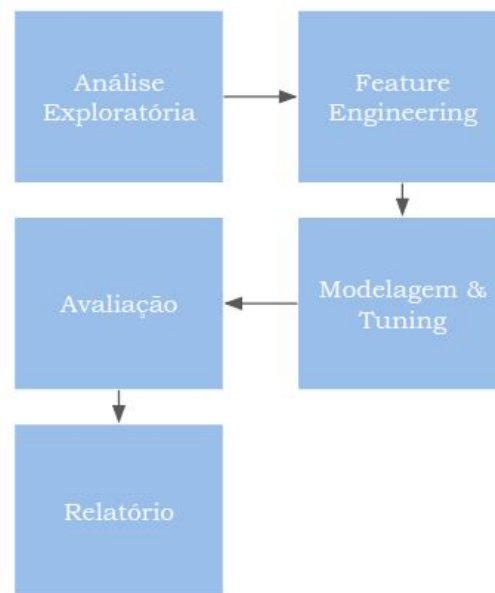 Análise
Exploratória
Feature
Engineering
Modelagem &
Tuning
Avaliação
Relatório